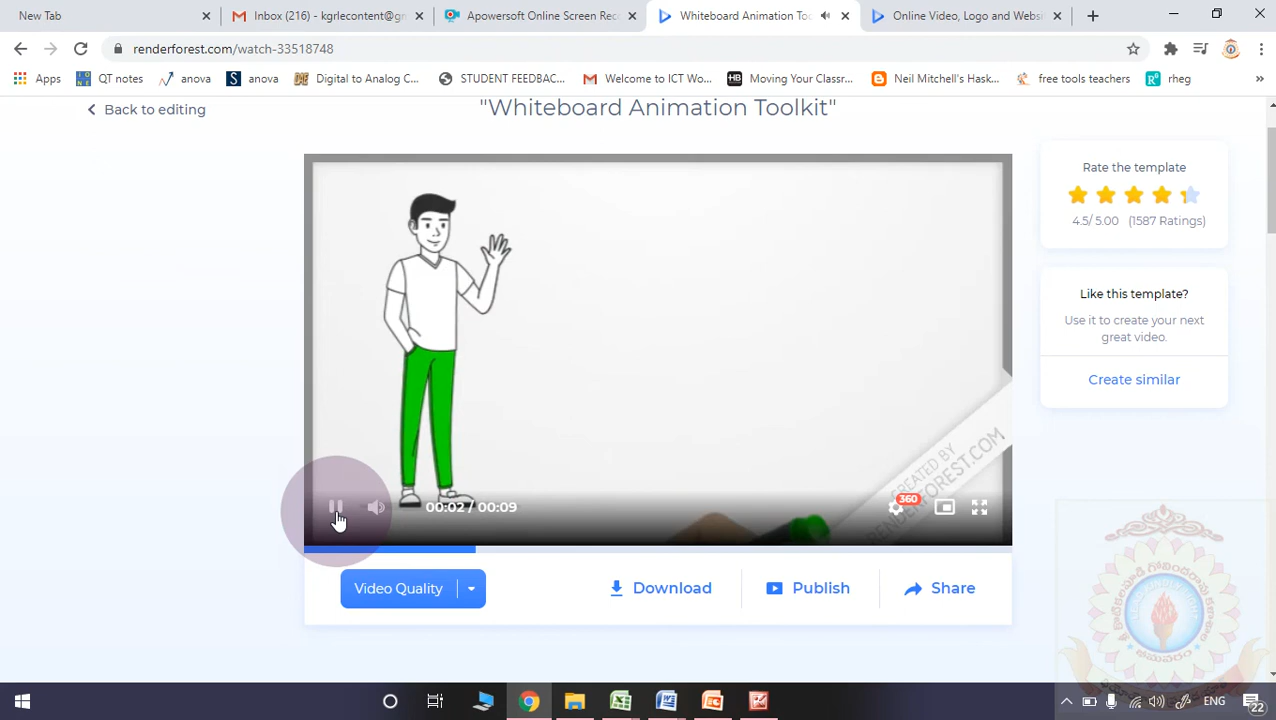 New Tab
Inbox (216) - kgrlecontent@g
Apowersoft Online Screen Rec
Whiteboard Animation Too
Online Video, Logo and Websi
renderforest.com/watch-33518748
Apps
QT notes
anova
S
anova
Digital to Analog C...
STUDENT FEEDBAC...
Welcome to ICT Wo...
HB
Moving Your Classr...
Neil Mitchell's Hask...
free tools teachers
rheg
»
Back to editing
"Whiteboard Animation Toolkit"
Rate the template
4.5/ 5.00 (1587 Ratings)
Like this template?
Use it to create your next
great video.
Create similar
CREATED BY
RENDERFOREST.COM
00:02 / 00:09
360
Video Quality
Download
Publish
Share
ENG
22